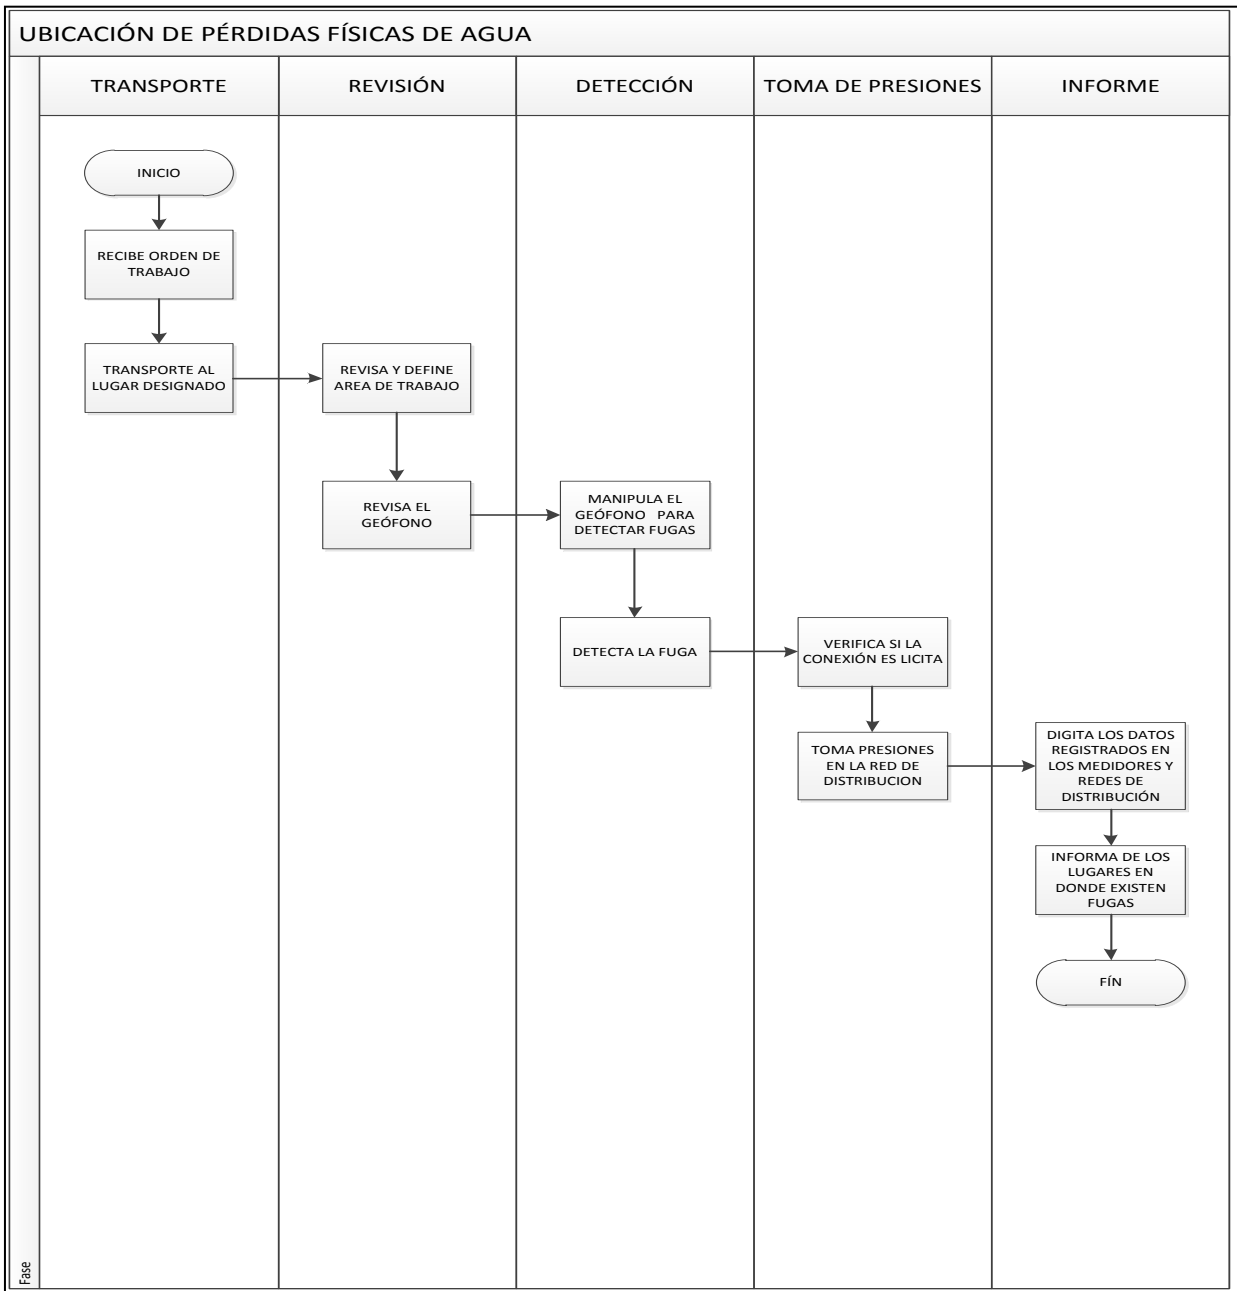 UBICACIÓN DE PÉRDIDAS FÍSICAS DE AGUA
TRANSPORTE
REVISIÓN
DETECCIÓN
TOMA DE PRESIONES
INFORME
INICIO
RECIBE ORDEN DE
TRABAJO
TRANSPORTE AL
LUGAR DESIGNADO
REVISA Y DEFINE
AREA DE TRABAJO
REVISA EL
GEÓFONO
MANIPULA EL
GEÓFONO PARA
DETECTAR FUGAS
DETECTA LA FUGA
VERIFICA SI LA
CONEXIÓN ES LICITA
TOMA PRESIONES
EN LA RED DE
DISTRIBUCION
DIGITA LOS DATOS
REGISTRADOS EN
LOS MEDIDORES Y
REDES DE
DISTRIBUCIÓN
INFORMA DE LOS
LUGARES EN
DONDE EXISTEN
FUGAS
FÍN
Fase